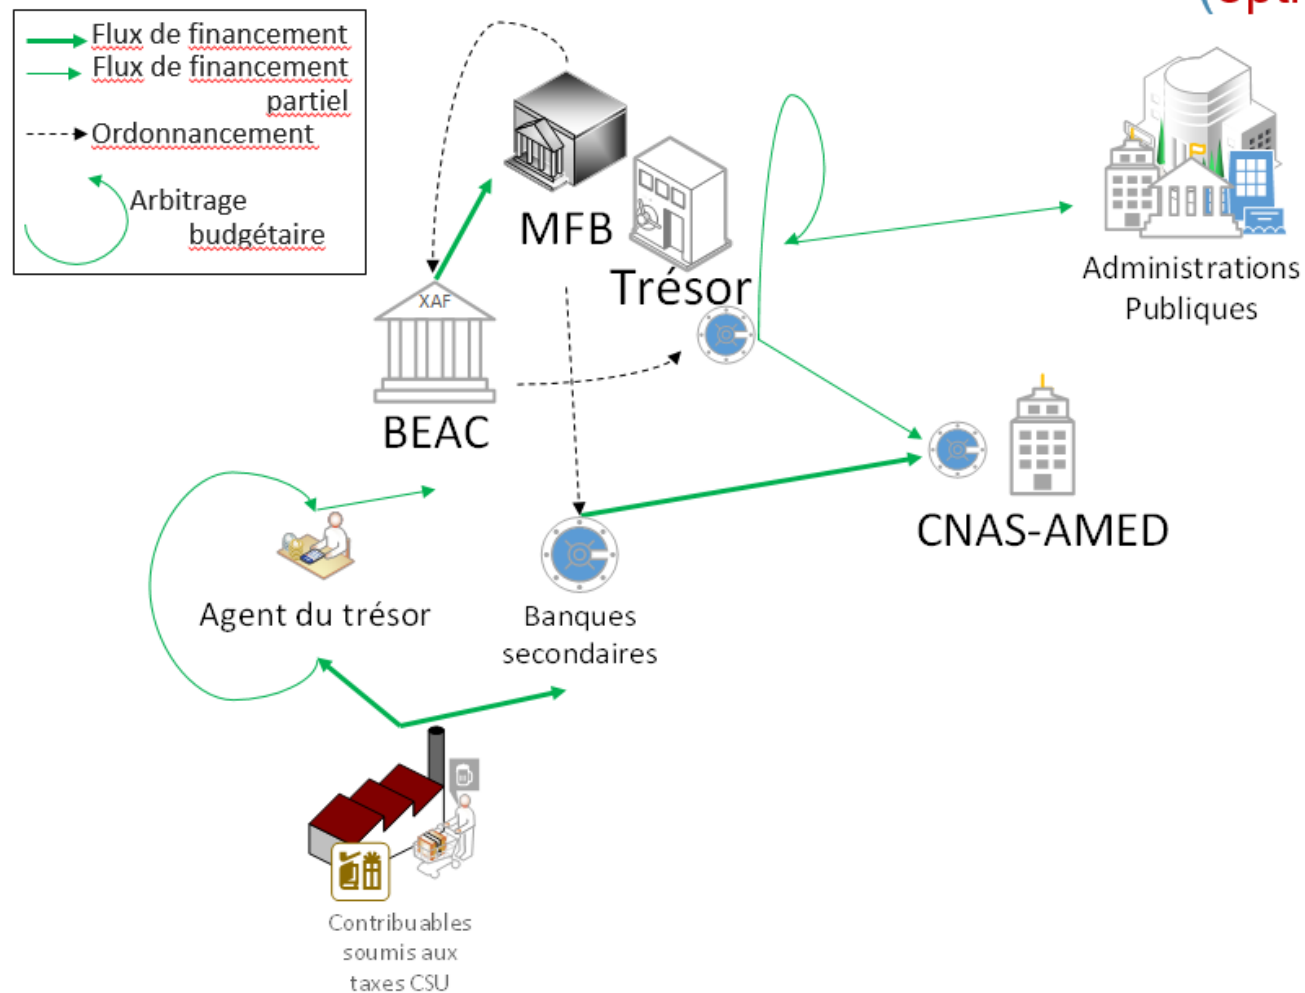 Flux de financement
Flux de financement
partiel
Ordonnancement
Arbitrage
budgétaire
MFB
Trésor
XAF
BEAC
Administrations
Publiques
CNAS-AMED
Agent du trésor
Banques
secondaires
Contribuables
soumis aux
taxes CSU